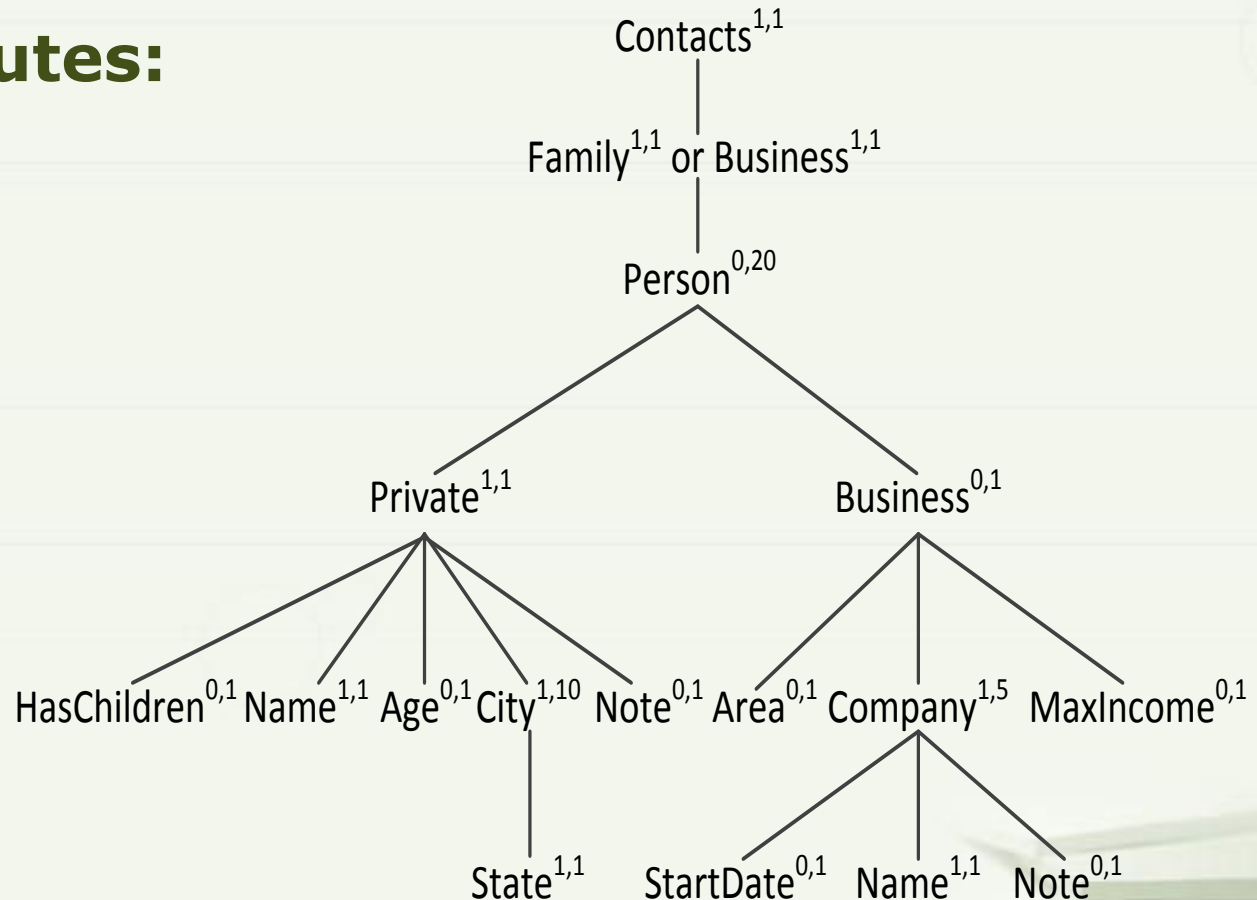 utes:
Contacts1,1
Family1,1 or Business1,1
Person0,20
Private1,1 Business0,1
HasChildren0,1 Name1,1 Age0,1 City1,10 Note0,1 Area0,1 Company1,5 MaxIncome0,1
State1,1 StartDate0,1 Name1,1 Note0,1